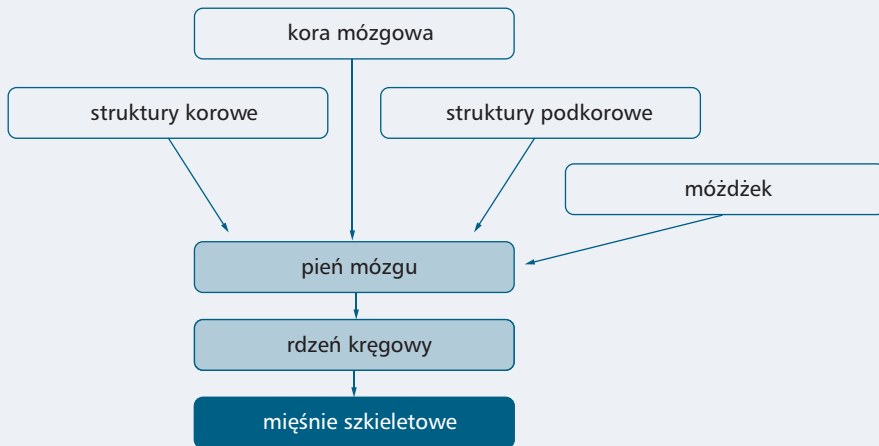 kora mózgowa
struktury korowe
struktury podkorowe
móżdżek
pień mózgu
rdzeń kręgowy
mięśnie szkieletowe